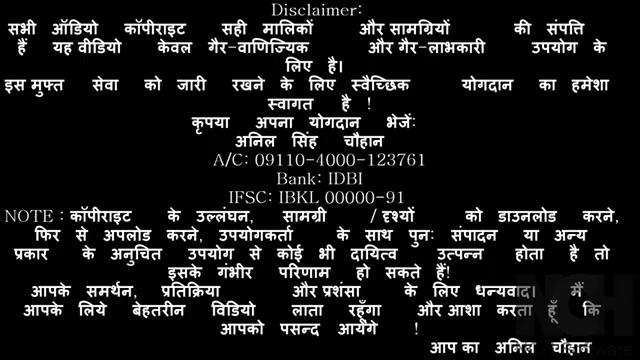 Disclaimer:
सभी ऑडियो कॉपीराइट सही मालिकों और सामग्रियों की संपत्ति
हैं यह वीडियो केवल गैर-वाणिज्यिक और गैर-लाभकारी उपयोग के
लिए है।
इस मुफ्त सेवा को जारी रखने के लिए स्वैच्छिक योगदान का हमेशा
स्वागत है !
कृपया अपना योगदान भेजें:
अनिल सिंह चौहान
A/C: 09110-4000-123761
Bank: IDBI
IFSC: IBKL 00000-91
NOTE : कॉपीराइट के उल्लंघन, सामग्री / दृश्यों को डाउनलोड करने,
फिर से अपलोड करने, उपयोगकर्ता के साथ पुनः संपादन या अन्य
प्रकार के अनुचित उपयोग से कोई भी दायित्व उत्पन्न होता है तो
इसके गंभीर परिणाम हो सकते हैं!
आपके समर्थन, प्रतिक्रिया और प्रशंसा के लिए धन्यवाद। मैं
आपके लिये बेहतरीन विडियो लाता रहूँगा और आशा करता हूँ कि
आपको पसन्द आयेंगे !
आप का अनिल चौहान